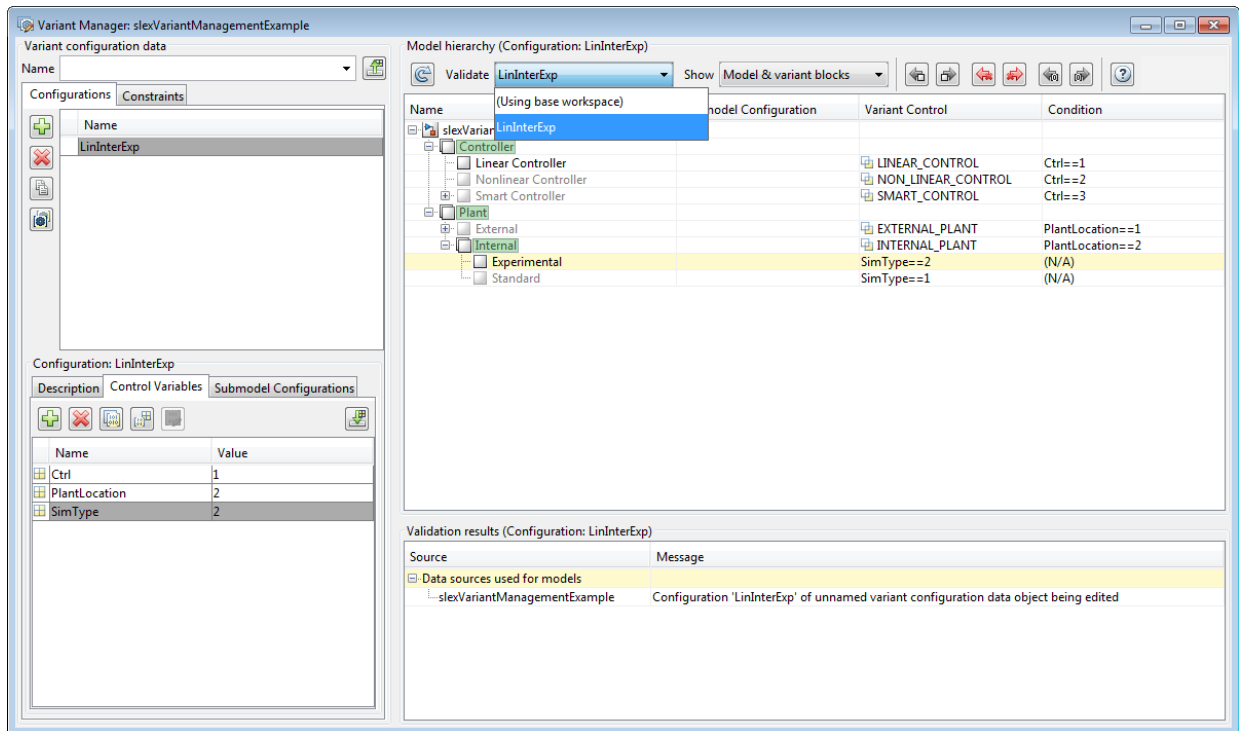 Variant Manager: slexVariantManagementExample
Variant configuration data
Name
Configurations Constraints
Name
LinInterExp
Configuration: LinInterExp
Description Control Variables Submodel Configurations
Name Value
Ctrl 1
PlantLocation 2
SimType 2
Model hierarchy (Configuration: LinInterExp)
Validate LinInterExp Show Model & variant blocks
(Using base workspace)
LinInterExp
Name model Configuration Variant Control Condition
slexVarian
Controller
Linear Controller LINEAR_CONTROL Ctrl==1
Nonlinear Controller NON_LINEAR_CONTROL Ctrl==2
Smart Controller SMART_CONTROL Ctrl==3
Plant
External EXTERNAL_PLANT PlantLocation==1
Internal INTERNAL_PLANT PlantLocation==2
Experimental SimType==2 (N/A)
Standard SimType==1 (N/A)
Validation results (Configuration: LinInterExp)
Source Message
Data sources used for models
slexVariantManagementExample Configuration 'LinInterExp' of unnamed variant configuration data object being edited